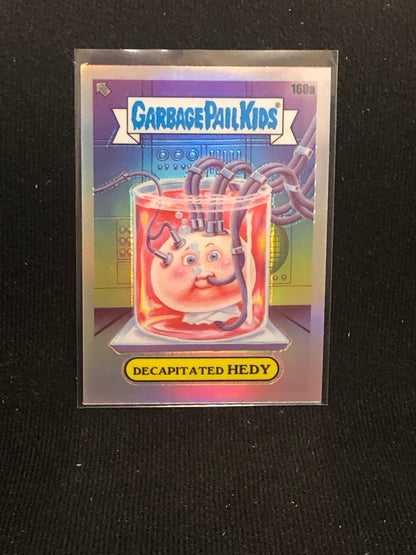 160a
GARBAGE PAIL KIDS®
DECAPITATED HEDY